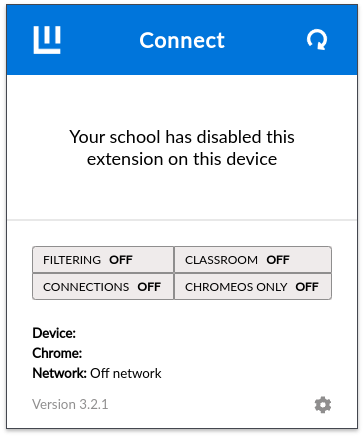 Connect
Your school has disabled this
extension on this device
FILTERING OFF CLASSROOM OFF
CONNECTIONS OFF CHROMEOS ONLY OFF
Device:
Chrome:
Network: Off network
Version 3.2.1